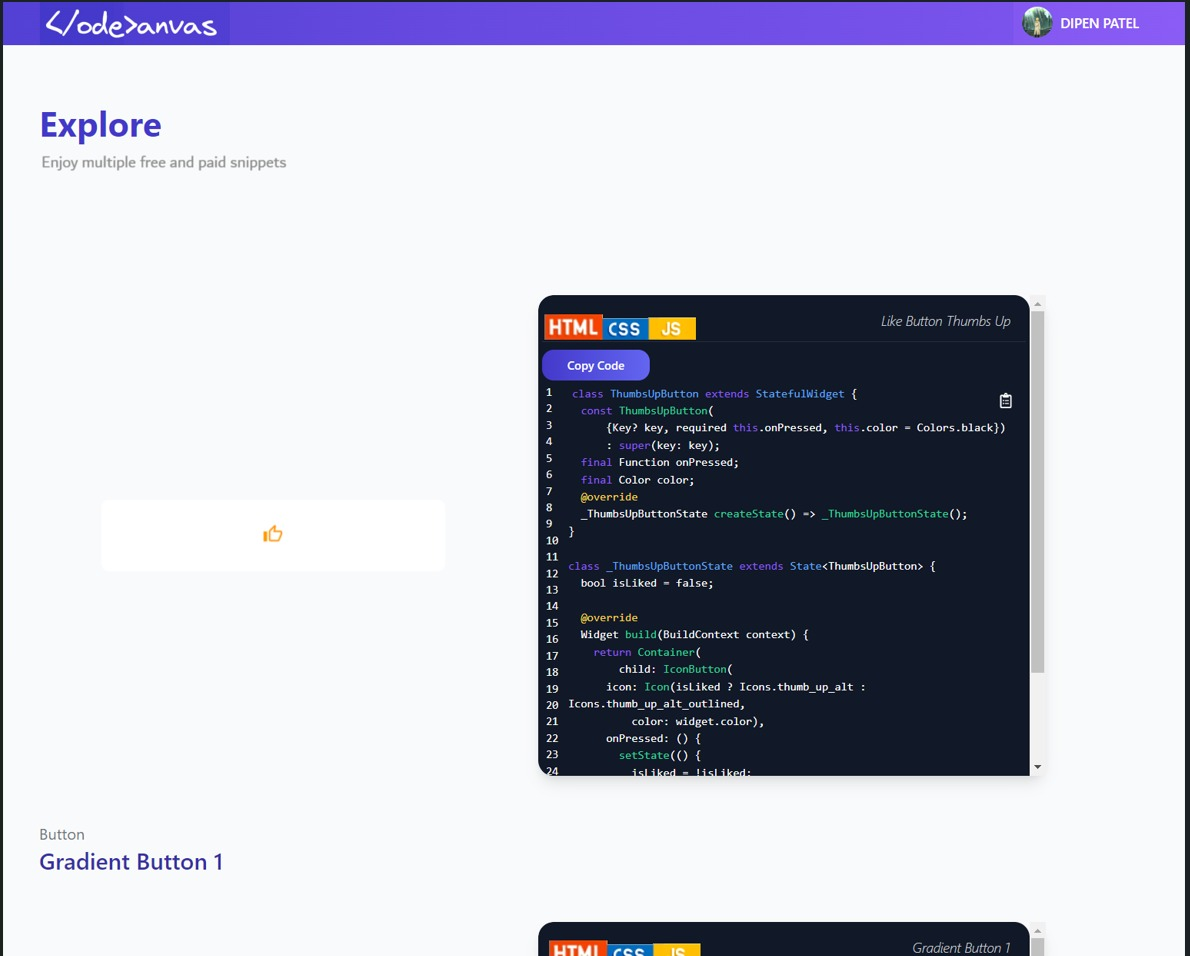 </ode>anvas
DIPEN PATEL
Explore
Enjoy multiple free and paid snippets
HTML CSS JS
Like Button Thumbs Up
Copy Code
1 class ThumbsUpButton extends StatefulWidget {
2 const ThumbsUpButton(
3 {Key? key, required this.onPressed, this.color = Colors.black})
4 : super(key: key);
5 final Function onPressed;
6 final Color color;
7 @override
8 _ThumbsUpButtonState createState() => _ThumbsUpButtonState();
9 }
10
11 class _ThumbsUpButtonState extends State<ThumbsUpButton> {
12 bool isLiked = false;
13
14 @override
15 Widget build(BuildContext context) {
16 return Container(
17 child: IconButton(
18 icon: Icon(isLiked ? Icons.thumb_up_alt :
19 Icons.thumb_up_alt_outlined,
20 color: widget.color),
21 onPressed: () {
22 setState(() {
23 isLiked = !isLiked;
24
Button
Gradient Button 1
HTML CSS JS
Gradient Button 1